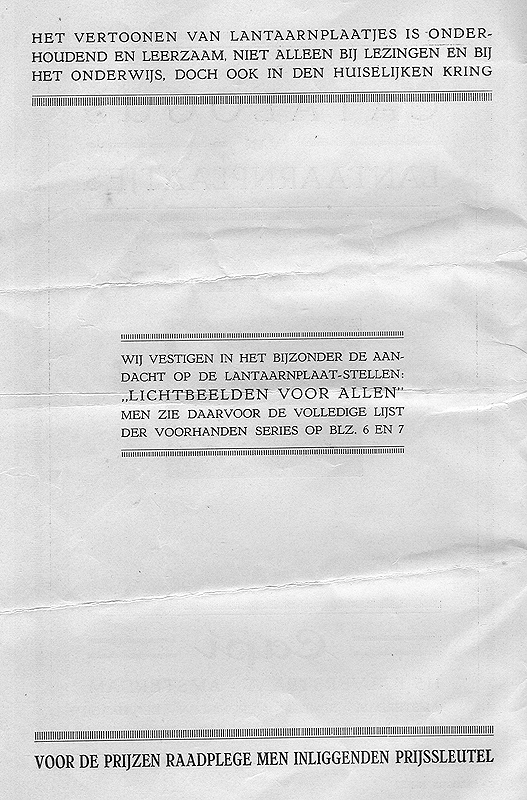 HET VERTOONEN VAN LANTAARNPLAATJES IS ONDER-
HOUDEND EN LEERZAAM, NIET ALLEEN BIJ LEZINGEN EN BIJ
HET ONDERWIJS, DOCH OOK IN DEN HUISELIJKEN KRING
WIJ VESTIGEN IN HET BIJZONDER DE AAN-
DACHT OP DE LANTAARNPLAAT-STELLEN:
„LICHTBEELDEN VOOR ALLEN"
MEN ZIE DAARVOOR DE VOLLEDIGE LIJST
DER VOORHANDEN SERIES OP BLZ. 6 EN 7
VOOR DE PRIJZEN RAADPLEGE MEN INLIGGENDEN PRIJSSLEUTEL